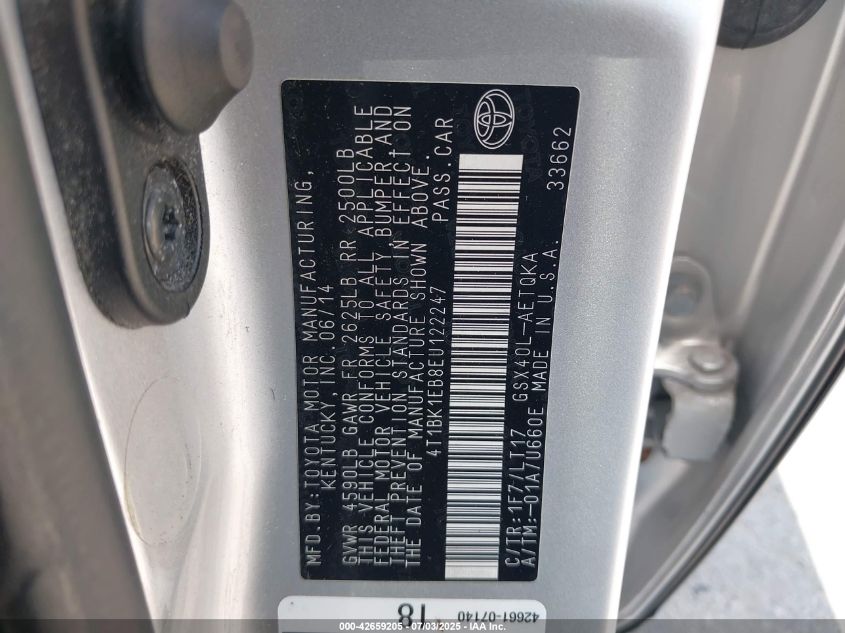 MFD. BY: TOYOTA MOTOR MANUFACTURING,
KENTUCKY, INC. 06/14
GVWR 4590LB GAWR FR 2625LB RR 2500LB
THIS VEHICLE CONFORMS TO ALL APPLICABLE
FEDERAL MOTOR VEHICLE SAFETY, BUMPER, AND
THEFT PREVENTION STANDARDS IN EFFECT ON
THE DATE OF MANUFACTURE SHOWN ABOVE.
4T1BK1EB8EU122247 PASS. CAR
C/TR: 1F7/LT17 GSX40L-AETQKA 33662
A/TM: -01A/U660E MADE IN U.S.A.
42661-07140
18
000-42659205 - 07/03/2025 - IAA Inc.